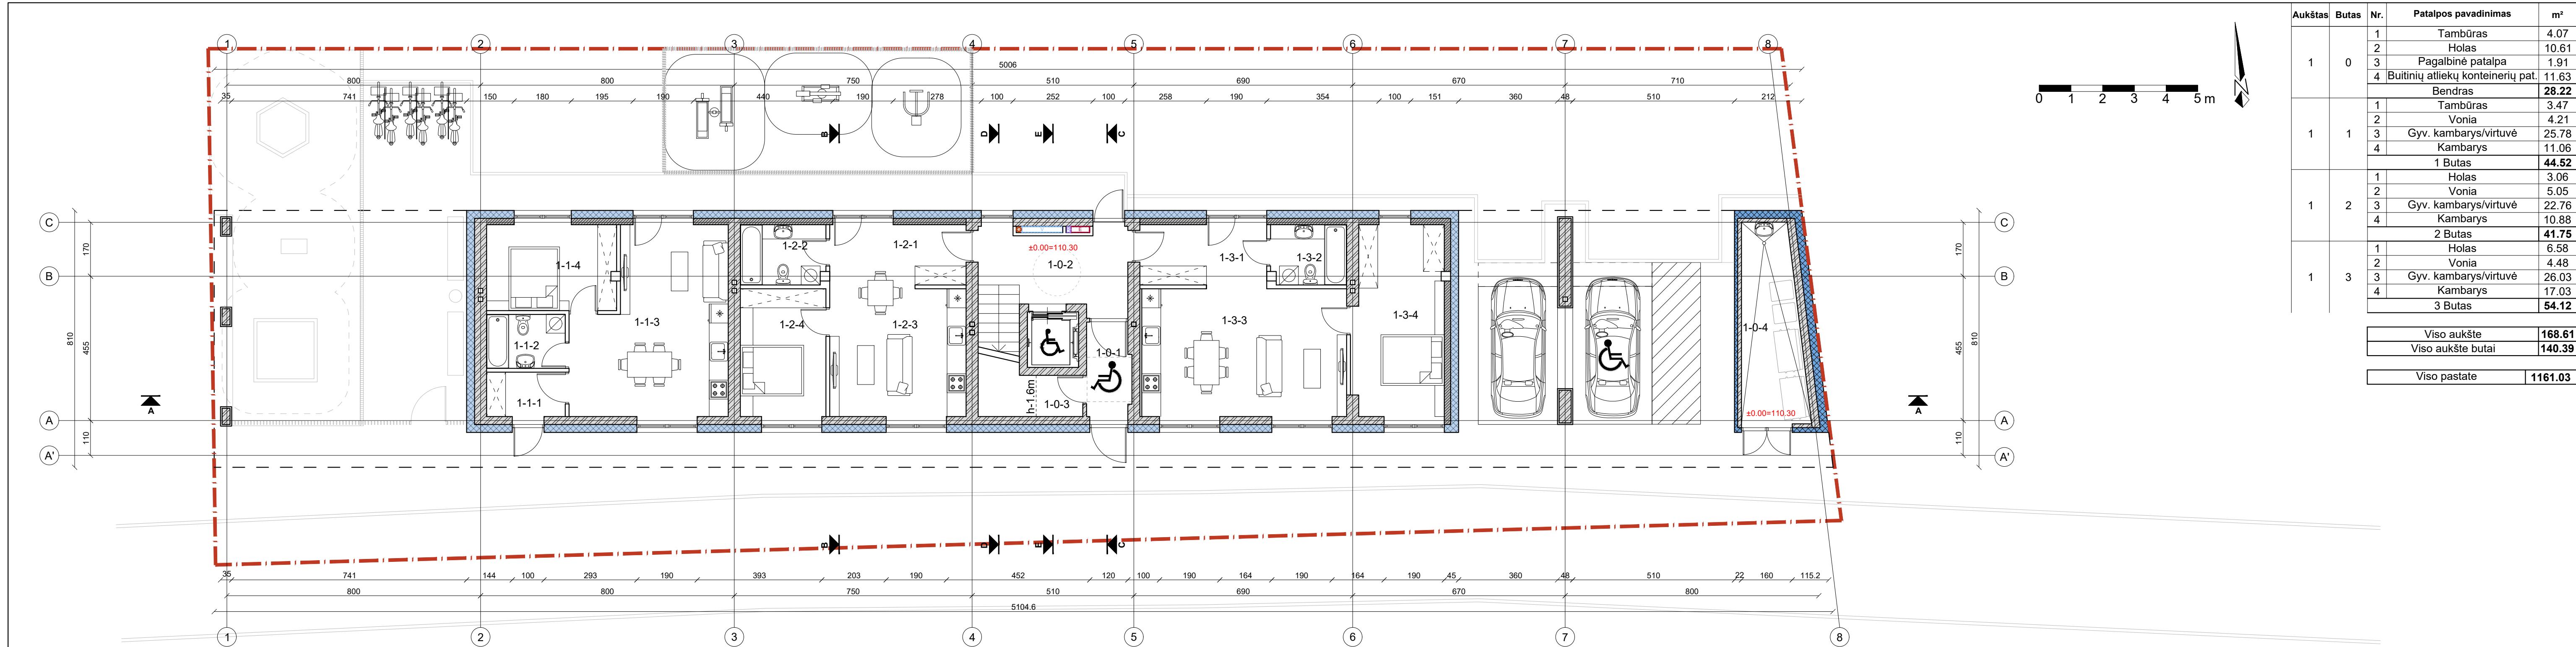 1 2 3 4 5 6 7 8
5006
800 800 750 510 690 670 710
35 741 150 180 195 190 440 190 278 100 252 100 258 190 354 100 151 360 48 510 212
B D E C
C C
B B
A A
A' A'
810 170 455 110
170 455 110 810
±0.00=110.30
1-2-2 1-2-1 1-0-2 1-3-1 1-3-2
1-1-4
1-1-3 1-2-4 1-2-3 1-3-3 1-3-4
1-1-2 1-0-1 1-0-4
1-1-1 h-1.6m 1-0-3
±0.00=110.30
A A
B D E C
35 741 144 100 293 190 393 203 190 452 120 100 190 164 190 164 190 45 360 48 510 22 160 115.2
800 800 750 510 690 670 800
5104.6
1 2 3 4 5 6 7 8
0 1 2 3 4 5 m
Aukštas Butas Nr. Patalpos pavadinimas m²
1 Tambūras 4.07
2 Holas 10.61
1 0 3 Pagalbinė patalpa 1.91
4 Buitinių atliekų konteinerių pat. 11.63
Bendras 28.22
1 Tambūras 3.47
2 Vonia 4.21
1 1 3 Gyv. kambarys/virtuvė 25.78
4 Kambarys 11.06
1 Butas 44.52
1 Holas 3.06
2 Vonia 5.05
1 2 3 Gyv. kambarys/virtuvė 22.76
4 Kambarys 10.88
2 Butas 41.75
1 Holas 6.58
2 Vonia 4.48
1 3 3 Gyv. kambarys/virtuvė 26.03
4 Kambarys 17.03
3 Butas 54.12
Viso aukšte 168.61
Viso aukšte butai 140.39
Viso pastate 1161.03